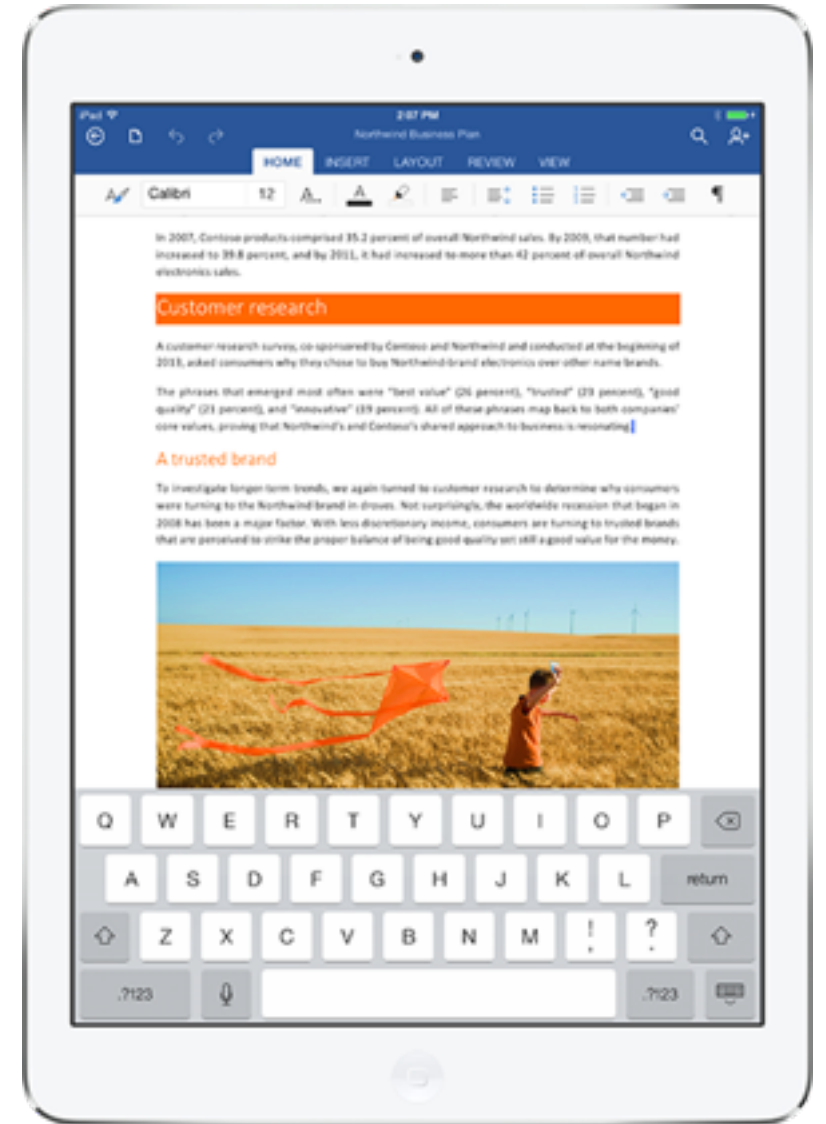 iPad
2:07 PM
Northwind Business Plan
HOME INSERT LAYOUT REVIEW VIEW
Calibri 12 A A ¶
In 2007, Contoso products comprised 35.2 percent of overall Northwind sales. By 2009, that number had
increased to 39.8 percent, and by 2011, it had increased to more than 42 percent of overall Northwind
electronics sales.
Customer research
A customer research survey, co-sponsored by Contoso and Northwind and conducted at the beginning of
2013, asked consumers why they chose to buy Northwind-brand electronics over other name brands.
The phrases that emerged most often were "best value" (26 percent), "trusted" (23 percent), "good
quality" (21 percent), and "innovative" (19 percent). All of these phrases map back to both companies'
core values, proving that Northwind's and Contoso's shared approach to business is resonating.
A trusted brand
To investigate longer-term trends, we again turned to customer research to determine why consumers
were turning to the Northwind brand in droves. Not surprisingly, the worldwide recession that began in
2008 has been a major factor. With less discretionary income, consumers are turning to trusted brands
that are perceived to strike the proper balance of being good quality yet still a good value for the money.
Q W E R T Y U I O P
A S D F G H J K L return
Z X C V B N M ! , ? .
.?123 .?123